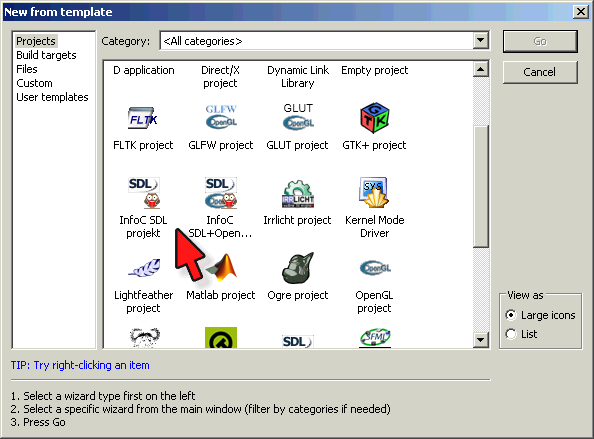 New from template
Projects
Build targets
Files
Custom
User templates
Category:
<All categories>
Go
Cancel
D application
Direct/X
project
Dynamic Link
Library
Empty project
FLTK
GLFW
OpenGL
GLUT
OpenGL
GTK
FLTK project
GLFW project
GLUT project
GTK+ project
SDL
SDL
OpenGL
IRRLICHT
SYS
InfoC SDL
projekt
InfoC
SDL+Open...
Irrlicht project
Kernel Mode
Driver
OpenGL
Lightfeather
project
Matlab project
Ogre project
OpenGL
project
SDL
SFML
View as
Large icons
List
TIP: Try right-clicking an item
1. Select a wizard type first on the left
2. Select a specific wizard from the main window (filter by categories if needed)
3. Press Go